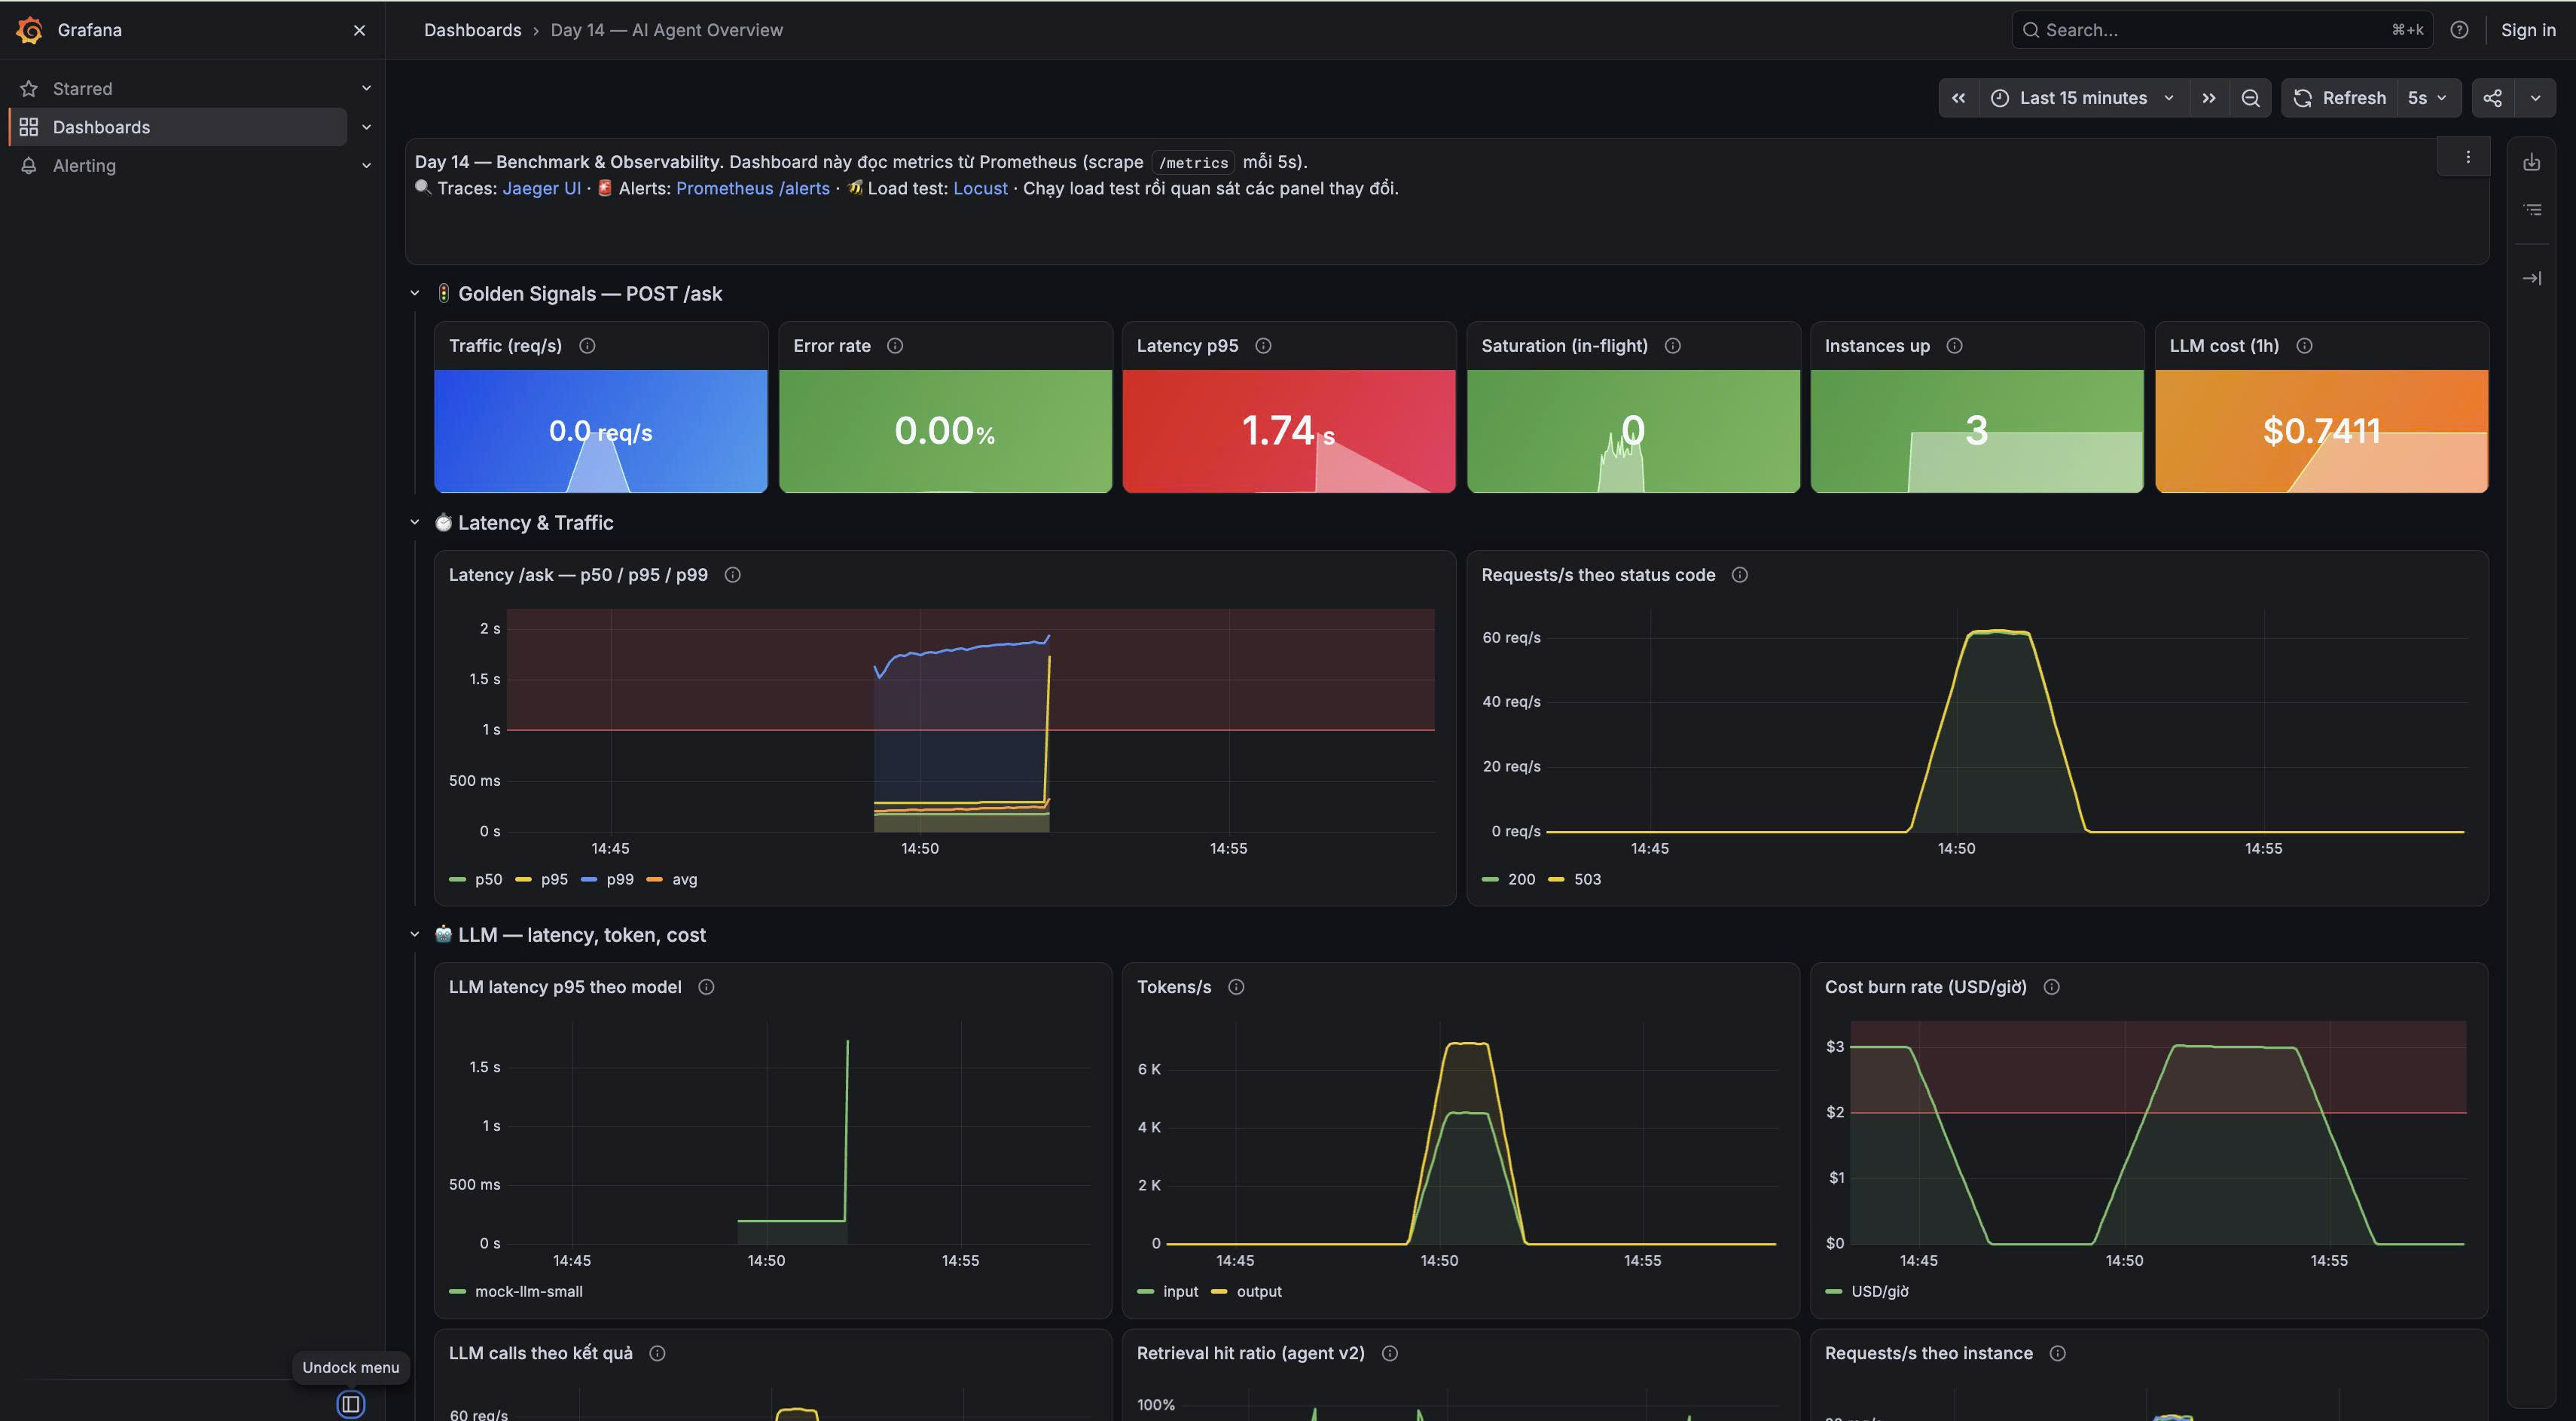 Grafana
Dashboards › Day 14 — AI Agent Overview
Search...
⌘+k
Sign in
Starred
Dashboards
Alerting
Last 15 minutes
Refresh
5s
Day 14 — Benchmark & Observability. Dashboard này đọc metrics từ Prometheus (scrape /metrics mỗi 5s).
Traces: Jaeger UI · Alerts: Prometheus /alerts · Load test: Locust · Chạy load test rồi quan sát các panel thay đổi.
Golden Signals — POST /ask
Traffic (req/s)
0.0 req/s
Error rate
0.00%
Latency p95
1.74 s
Saturation (in-flight)
0
Instances up
3
LLM cost (1h)
$0.7411
Latency & Traffic
Latency /ask — p50 / p95 / p99
2 s
1.5 s
1 s
500 ms
0 s
14:45 14:50 14:55
p50 p95 p99 avg
Requests/s theo status code
60 req/s
40 req/s
20 req/s
0 req/s
14:45 14:50 14:55
200 503
LLM — latency, token, cost
LLM latency p95 theo model
1.5 s
1 s
500 ms
0 s
14:45 14:50 14:55
mock-llm-small
Tokens/s
6 K
4 K
2 K
0
14:45 14:50 14:55
input output
Cost burn rate (USD/giờ)
$3
$2
$1
$0
14:45 14:50 14:55
USD/giờ
LLM calls theo kết quả
60 req/s
Retrieval hit ratio (agent v2)
100%
Requests/s theo instance
Undock menu